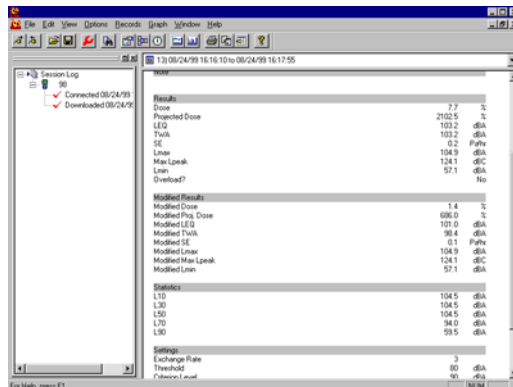 File Edit View Options Records Graph Window Help
13) 08/24/99 16:16:10 to 08/24/99 16:17:55
Session Log
98
Connected 08/24/99
Downloaded 08/24/9
Note
Results
Dose 7.7 %
Projected Dose 2102.5 %
LEQ 103.2 dBA
TWA 103.2 dBA
SE 0.2 Pa²hr
Lmax 104.9 dBA
Max Lpeak 124.1 dBC
Lmin 57.1 dBA
Overload? No
Modified Results
Modified Dose 1.4 %
Modified Proj. Dose 686.0 %
Modified LEQ 101.0 dBA
Modified TWA 98.4 dBA
Modified SE 0.1 Pa²hr
Modified Lmax 104.9 dBA
Modified Max Lpeak 124.1 dBC
Modified Lmin 57.1 dBA
Statistics
L10 104.5 dBA
L30 104.5 dBA
L50 104.5 dBA
L70 94.0 dBA
L90 59.5 dBA
Settings
Exchange Rate 3
Threshold 80 dBA
Criterion Level 90 dBA
For Help, press F1 NUM